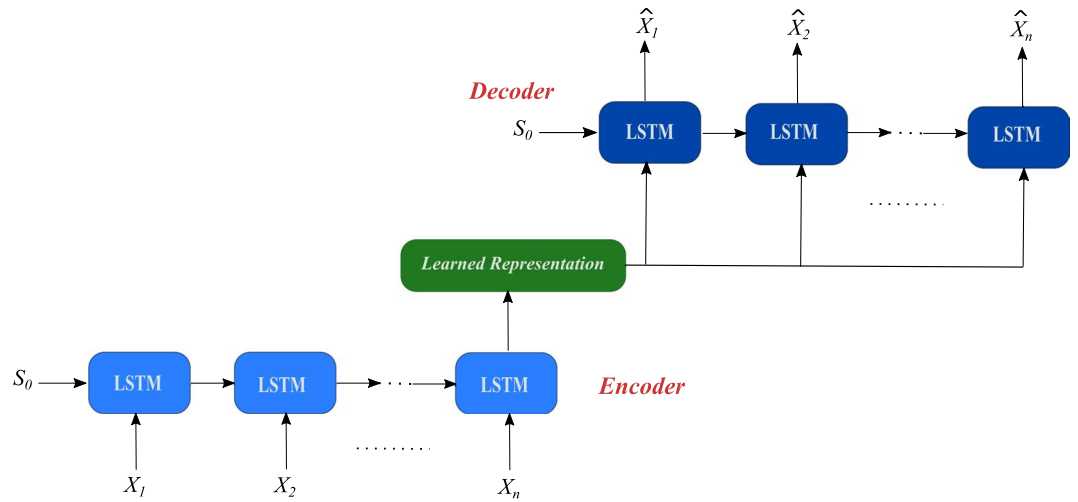 X̂₁ X̂₂ X̂ₙ
Decoder
S₀ LSTM LSTM . . . LSTM
. . . . . . . . .
Learned Representation
S₀ LSTM LSTM . . . LSTM Encoder
. . . . . . . . .
X₁ X₂ Xₙ